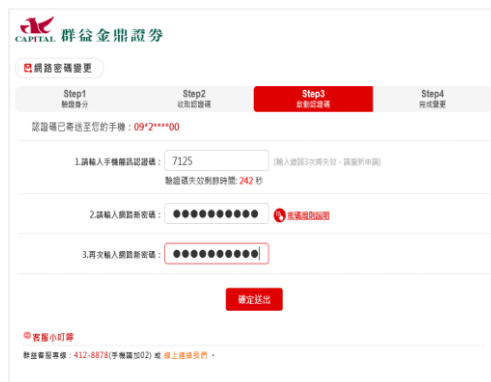 CAPITAL 群益金鼎證券
網路密碼變更
Step1 Step2 Step3 Step4
驗證身分 收取認證碼 啟動認證碼 完成變更
認證碼已寄送至您的手機：09*2****00
1.請輸入手機簡訊認證碼： 7125 (輸入錯誤3次將失效，請重新申請)
驗證碼失效剩餘時間: 242 秒
2.請輸入網路新密碼： ●●●●●●●●●● 密碼規則說明
3.再次輸入網路新密碼： ●●●●●●●●●●
確定送出
客服小叮嚀
群益客服專線：412-8878(手機請加02) 或 線上連絡我們 。